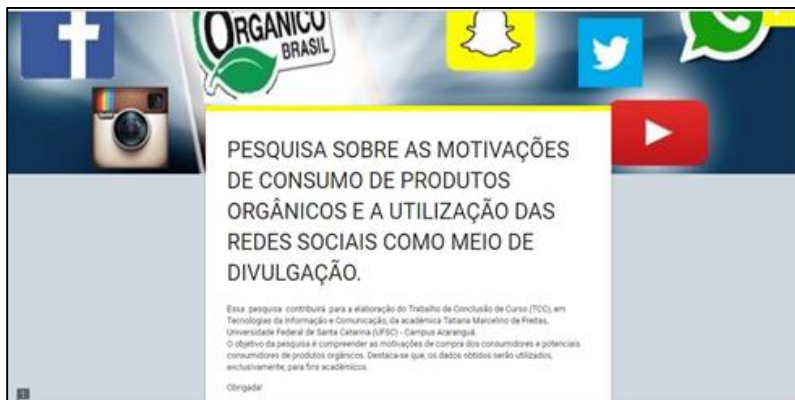 ORGÂNICO
BRASIL
PESQUISA SOBRE AS MOTIVAÇÕES
DE CONSUMO DE PRODUTOS
ORGÂNICOS E A UTILIZAÇÃO DAS
REDES SOCIAIS COMO MEIO DE
DIVULGAÇÃO.
Essa pesquisa contribuirá para a elaboração do Trabalho de Conclusão de Curso (TCC), em
Tecnologias da Informação e Comunicação, da acadêmica Tatiana Marcelino de Freitas,
Universidade Federal de Santa Catarina (UFSC) - Campus Araranguá.
O objetivo da pesquisa é compreender as motivações de compra dos consumidores e potenciais
consumidores de produtos orgânicos. Destaca-se que, os dados obtidos serão utilizados,
exclusivamente, para fins acadêmicos.
Obrigada!